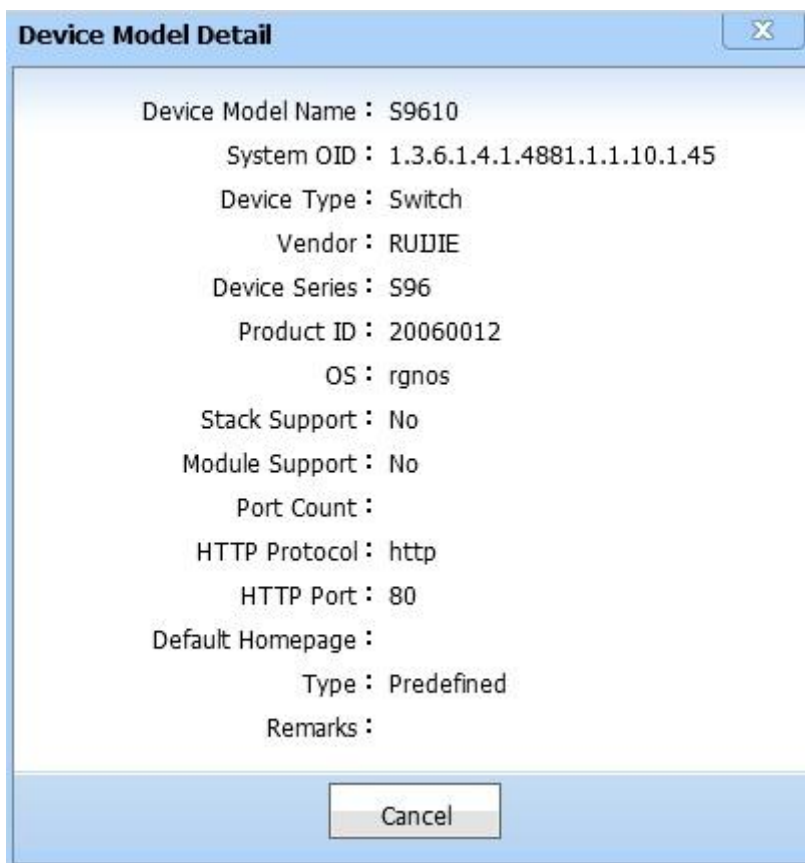 Device Model Detail
Device Model Name: S9610
System OID: 1.3.6.1.4.1.4881.1.1.10.1.45
Device Type: Switch
Vendor: RUIJIE
Device Series: S96
Product ID: 20060012
OS: rgnos
Stack Support: No
Module Support: No
Port Count:
HTTP Protocol: http
HTTP Port: 80
Default Homepage:
Type: Predefined
Remarks:
Cancel